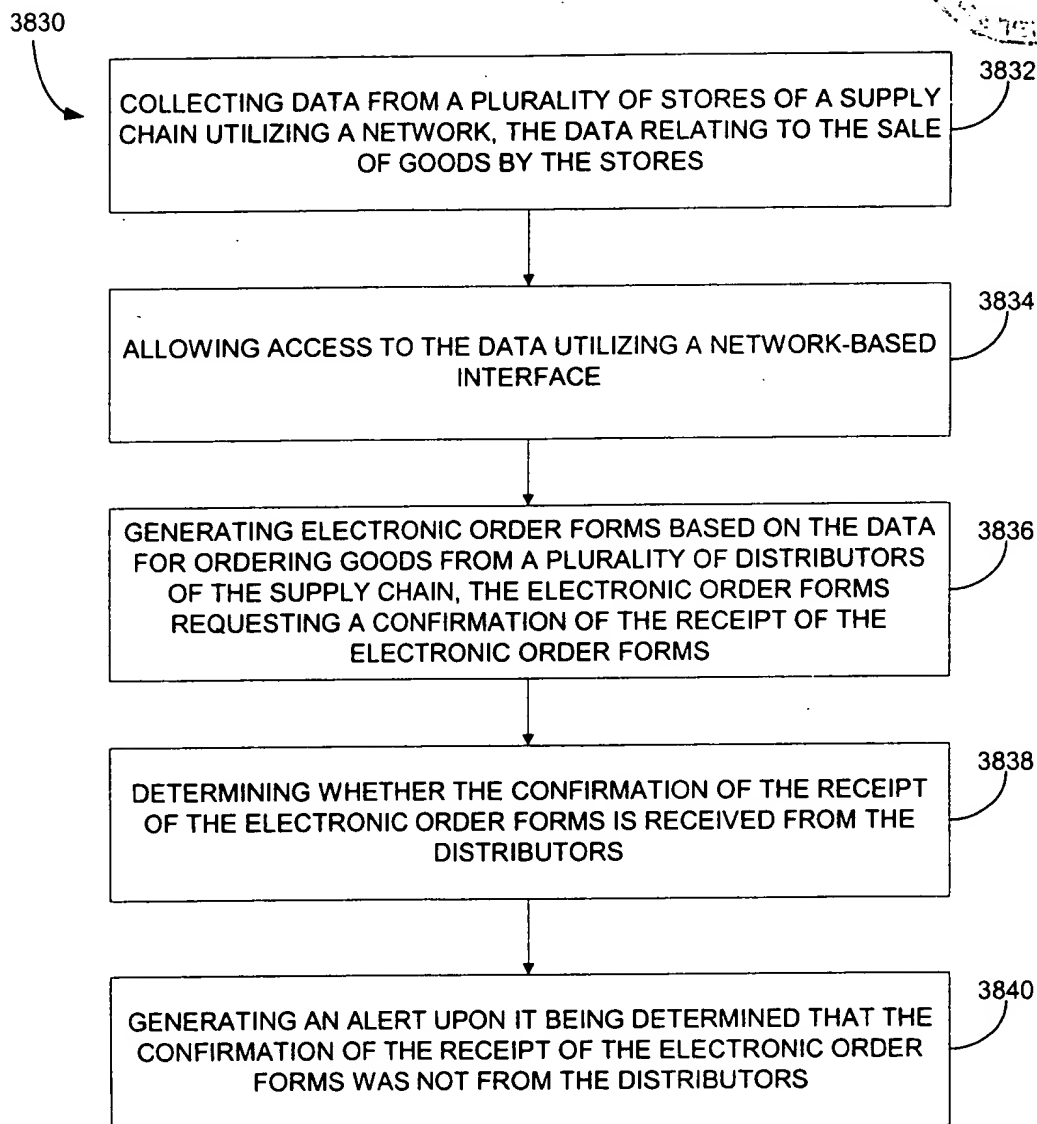 3830
3832
COLLECTING DATA FROM A PLURALITY OF STORES OF A SUPPLY
CHAIN UTILIZING A NETWORK, THE DATA RELATING TO THE SALE
OF GOODS BY THE STORES
3834
ALLOWING ACCESS TO THE DATA UTILIZING A NETWORK-BASED
INTERFACE
3836
GENERATING ELECTRONIC ORDER FORMS BASED ON THE DATA
FOR ORDERING GOODS FROM A PLURALITY OF DISTRIBUTORS
OF THE SUPPLY CHAIN, THE ELECTRONIC ORDER FORMS
REQUESTING A CONFIRMATION OF THE RECEIPT OF THE
ELECTRONIC ORDER FORMS
3838
DETERMINING WHETHER THE CONFIRMATION OF THE RECEIPT
OF THE ELECTRONIC ORDER FORMS IS RECEIVED FROM THE
DISTRIBUTORS
3840
GENERATING AN ALERT UPON IT BEING DETERMINED THAT THE
CONFIRMATION OF THE RECEIPT OF THE ELECTRONIC ORDER
FORMS WAS NOT FROM THE DISTRIBUTORS